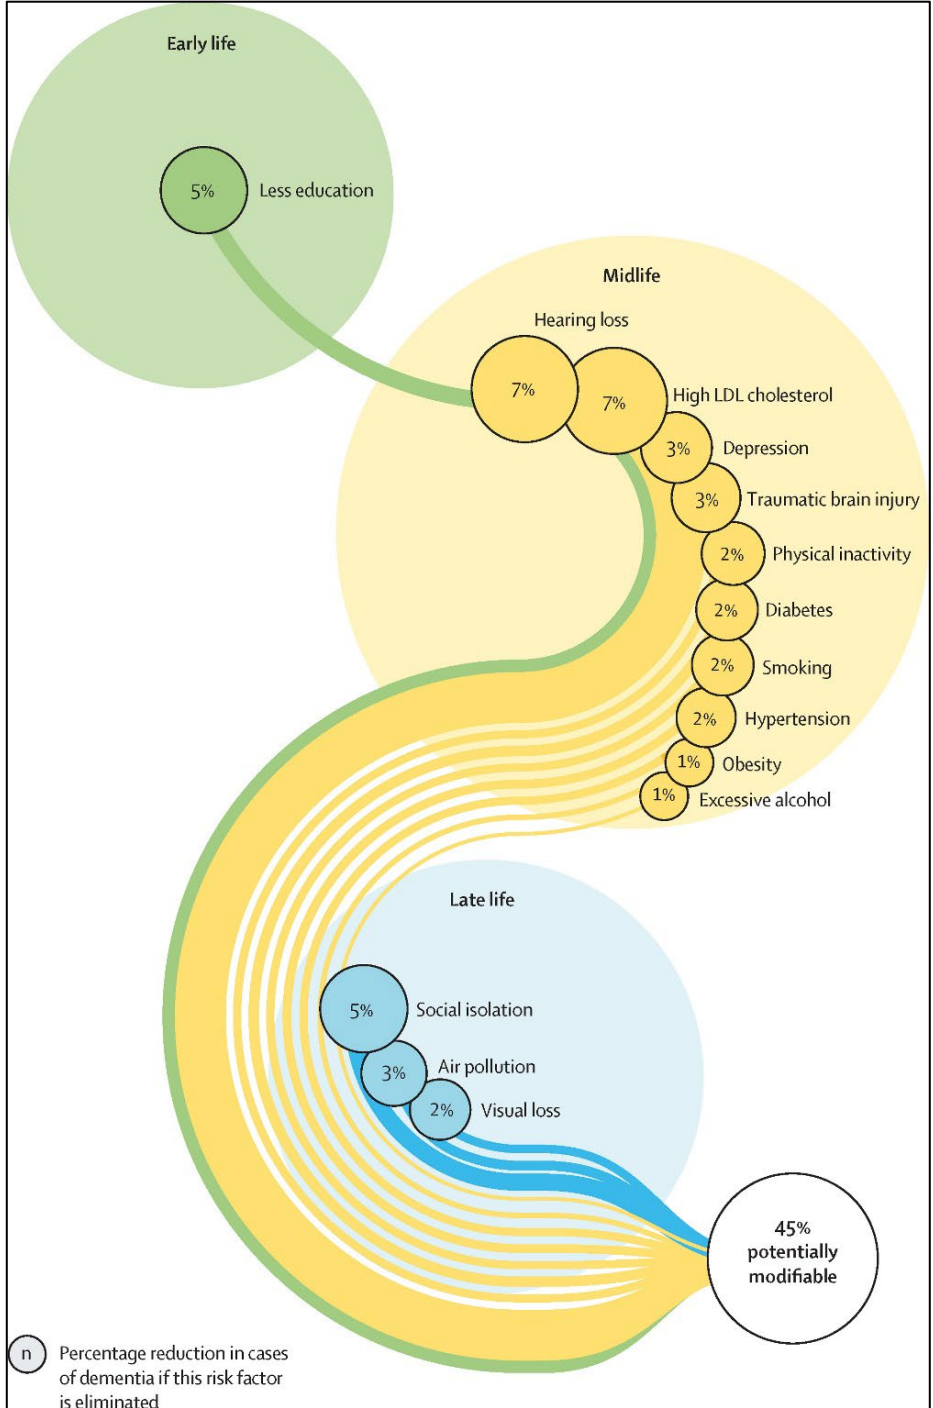 Early life
5%
Less education
Midlife
Hearing loss
7%
7%
High LDL cholesterol
3%
Depression
3%
Traumatic brain injury
2%
Physical inactivity
2%
Diabetes
2%
Smoking
2%
Hypertension
1%
Obesity
1%
Excessive alcohol
Late life
5%
Social isolation
3%
Air pollution
2%
Visual loss
45%
potentially
modifiable
n
Percentage reduction in cases
of dementia if this risk factor
is eliminated